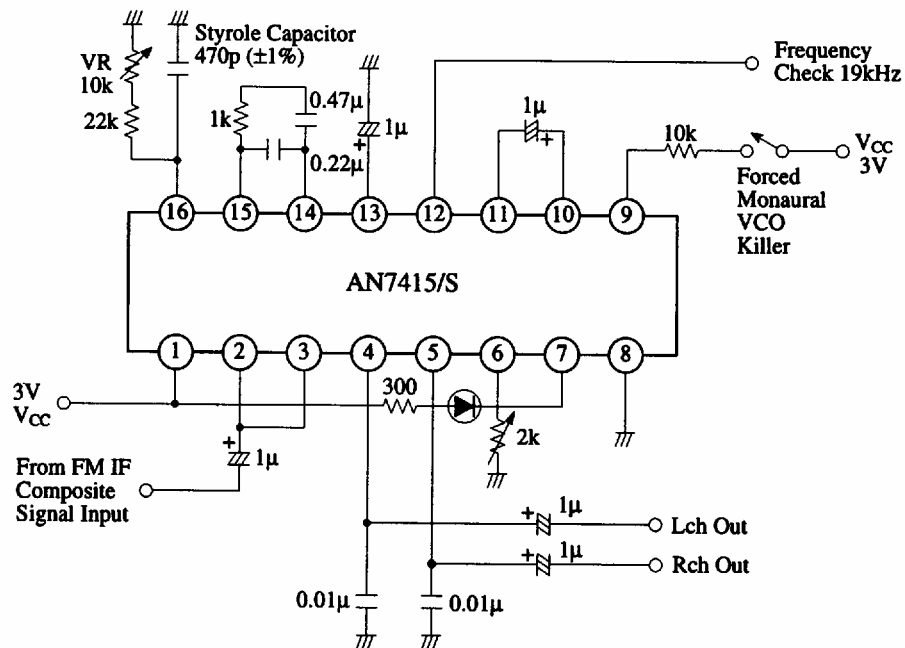 Styrole Capacitor
470p (±1%)
VR
10k
22k
1k
0.47μ
0.22μ
+
1μ
1μ
+
Frequency
Check 19kHz
10k
VCC
3V
Forced
Monaural
VCO
Killer
16
15
14
13
12
11
10
9
AN7415/S
1
2
3
4
5
6
7
8
3V
VCC
300
2k
+
1μ
From FM IF
Composite
Signal Input
+
1μ
Lch Out
+
1μ
Rch Out
0.01μ
0.01μ